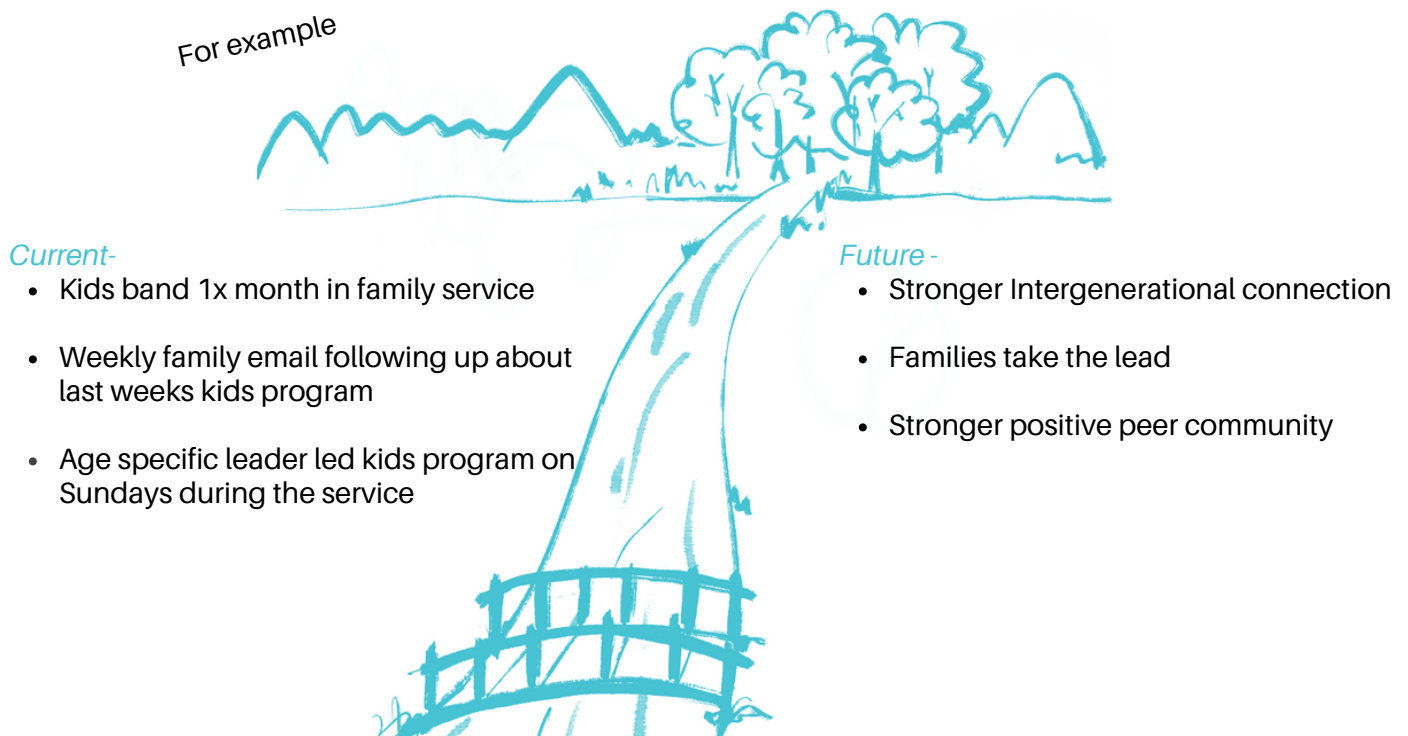 For example
Current-
• Kids band 1x month in family service
• Weekly family email following up about
last weeks kids program
• Age specific leader led kids program on
Sundays during the service
Future -
• Stronger Intergenerational connection
• Families take the lead
• Stronger positive peer community